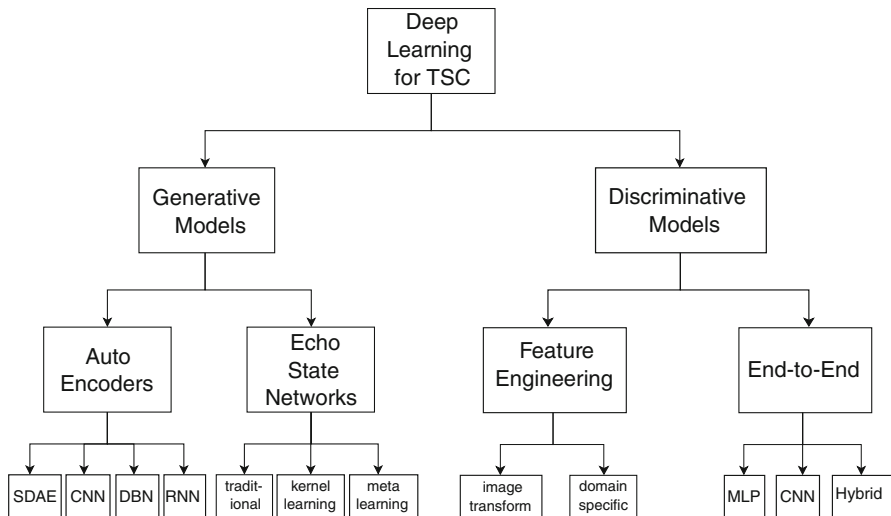 Deep
Learning
for TSC
Generative
Models
Discriminative
Models
Auto
Encoders
Echo
State
Networks
Feature
Engineering
End-to-End
SDAE
CNN
DBN
RNN
tradit-
ional
kernel
learning
meta
learning
image
transform
domain
specific
MLP
CNN
Hybrid